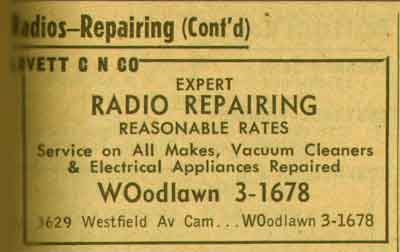 adios–Repairing (Cont'd)
VETT C N CO
EXPERT
RADIO REPAIRING
REASONABLE RATES
Service on All Makes, Vacuum Cleaners
& Electrical Appliances Repaired
WOodlawn 3-1678
3629 Westfield Av Cam...WOodlawn 3-1678